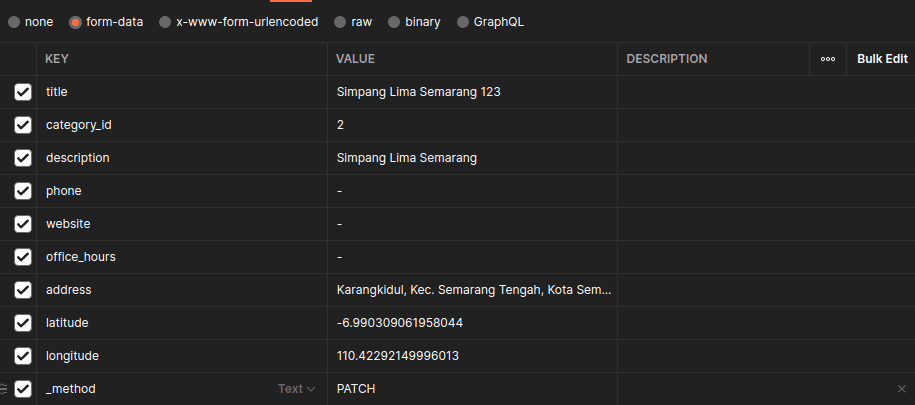 none form-data x-www-form-urlencoded raw binary GraphQL
KEY VALUE DESCRIPTION Bulk Edit
title Simpang Lima Semarang 123
category_id 2
description Simpang Lima Semarang
phone -
website -
office_hours -
address Karangkidul, Kec. Semarang Tengah, Kota Sem...
latitude -6.990309061958044
longitude 110.42292149996013
_method Text PATCH